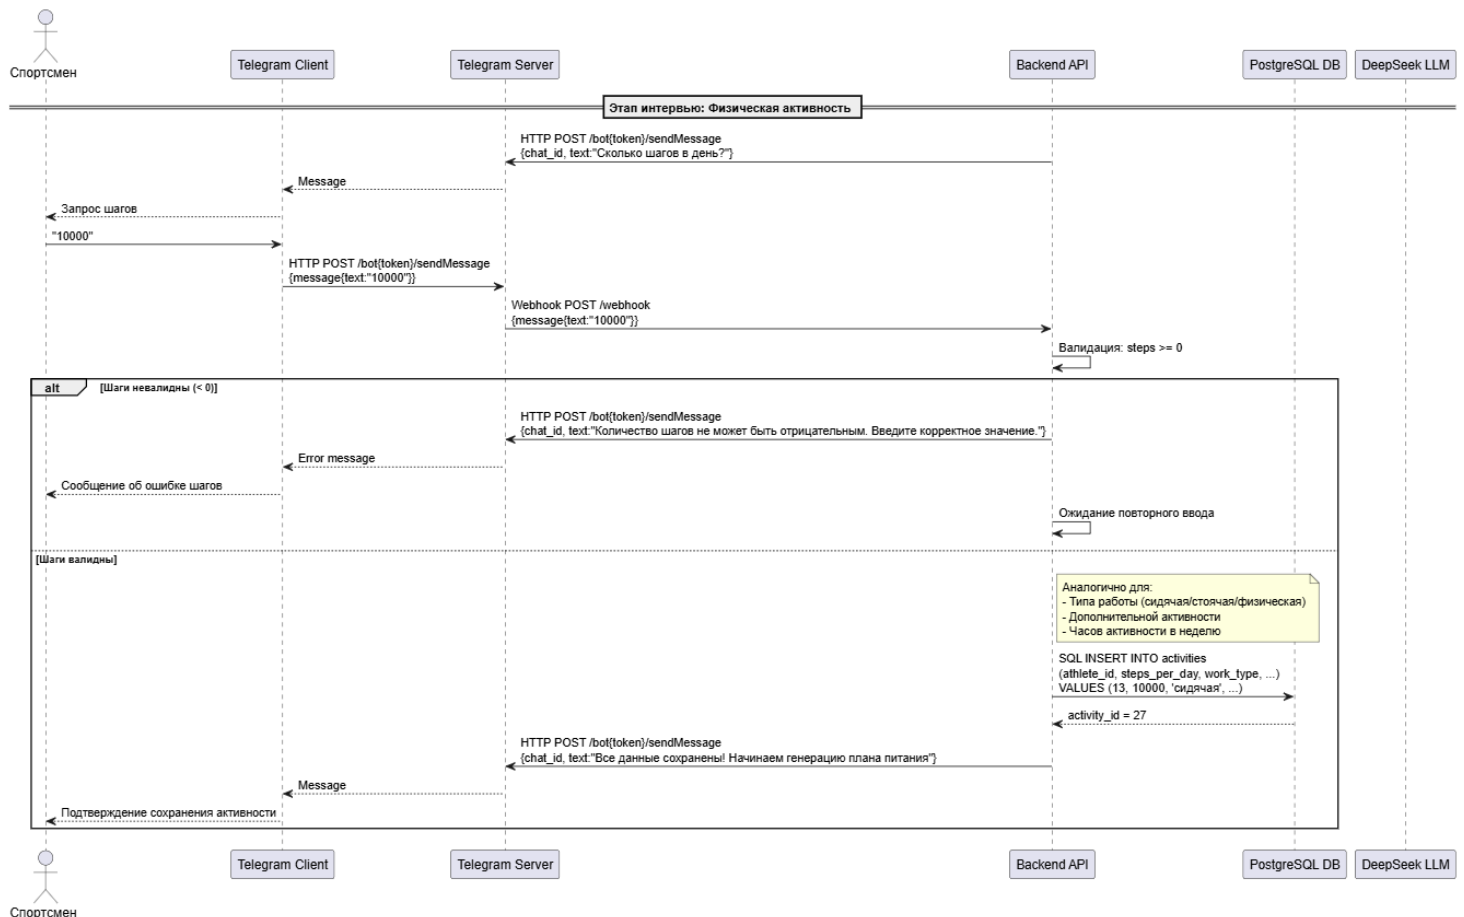 Спортсмен
Telegram Client
Telegram Server
Backend API
PostgreSQL DB
DeepSeek LLM
Этап интервью: Физическая активность
HTTP POST /bot{token}/sendMessage
{chat_id, text:"Сколько шагов в день?"}
Message
Запрос шагов
"10000"
HTTP POST /bot{token}/sendMessage
{message{text:"10000"}}
Webhook POST /webhook
{message{text:"10000"}}
Валидация: steps >= 0
alt
[Шаги невалидны (< 0)]
HTTP POST /bot{token}/sendMessage
{chat_id, text:"Количество шагов не может быть отрицательным. Введите корректное значение."}
Error message
Сообщение об ошибке шагов
Ожидание повторного ввода
[Шаги валидны]
Аналогично для:
- Типа работы (сидячая/стоячая/физическая)
- Дополнительной активности
- Часов активности в неделю
SQL INSERT INTO activities
(athlete_id, steps_per_day, work_type, ...)
VALUES (13, 10000, 'сидячая', ...)
activity_id = 27
HTTP POST /bot{token}/sendMessage
{chat_id, text:"Все данные сохранены! Начинаем генерацию плана питания"}
Message
Подтверждение сохранения активности
Telegram Client
Telegram Server
Backend API
PostgreSQL DB
DeepSeek LLM
Спортсмен